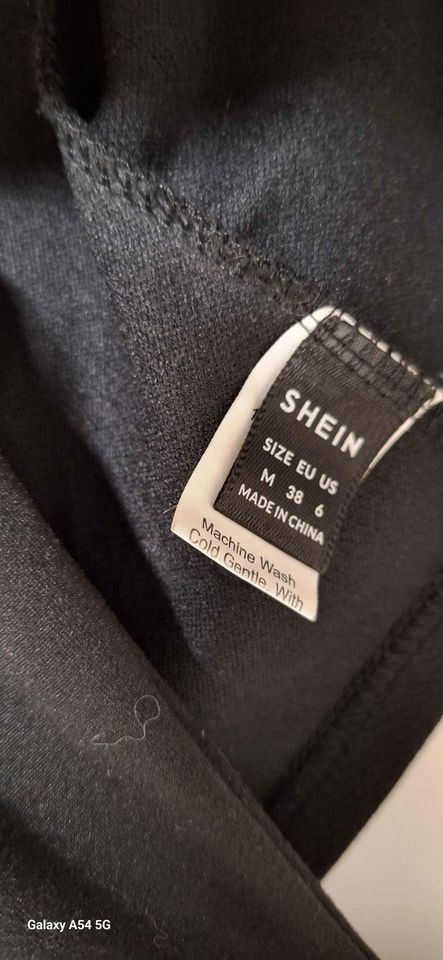 SHEIN
SIZE EU US
M 38 6
MADE IN CHINA
Machine Wash
Cold Gentle. With
Galaxy A54 5G